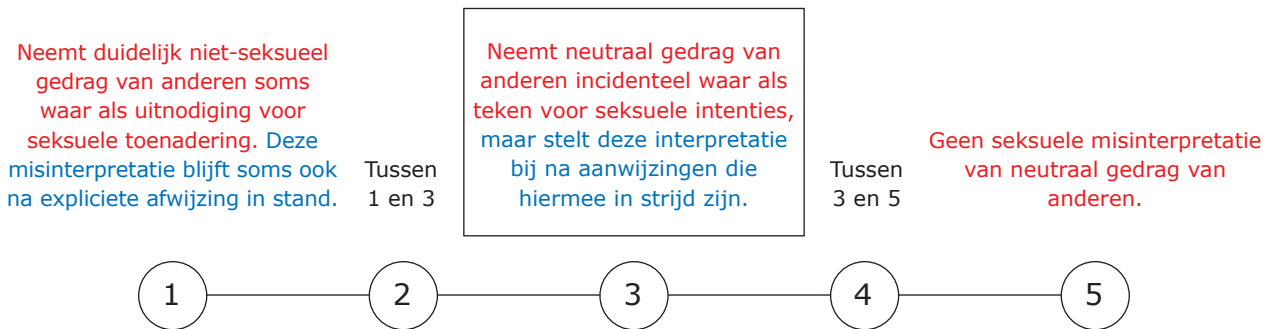 Neemt duidelijk niet-seksueel
gedrag van anderen soms
waar als uitnodiging voor
seksuele toenadering. Deze
misinterpretatie blijft soms ook
na expliciete afwijzing in stand.
Tussen
1 en 3
Neemt neutraal gedrag van
anderen incidenteel waar als
teken voor seksuele intenties,
maar stelt deze interpretatie
bij na aanwijzingen die
hiermee in strijd zijn.
Tussen
3 en 5
Geen seksuele misinterpretatie
van neutraal gedrag van
anderen.
1 2 3 4 5